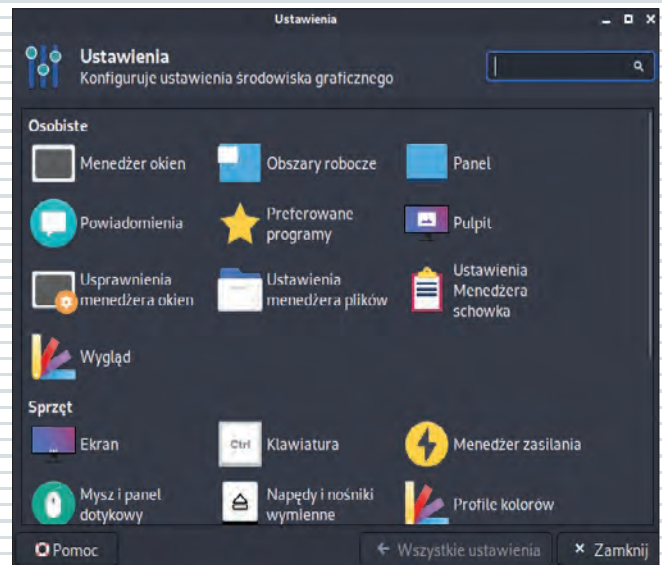 Ustawienia
Ustawienia
Konfiguruje ustawienia środowiska graficznego
Osobiste
Menedżer okien
Obszary robocze
Panel
Powiadomienia
Preferowane
programy
Pulpit
Usprawnienia
menedżera okien
Ustawienia
menedżera plików
Ustawienia
Menedżera
schowka
Wygląd
Sprzęt
Ekran
Ctrl
Klawiatura
Menedżer zasilania
Mysz i panel
dotykowy
Napędy i nośniki
wymienne
Profile kolorów
Pomoc
Wszystkie ustawienia
Zamknij